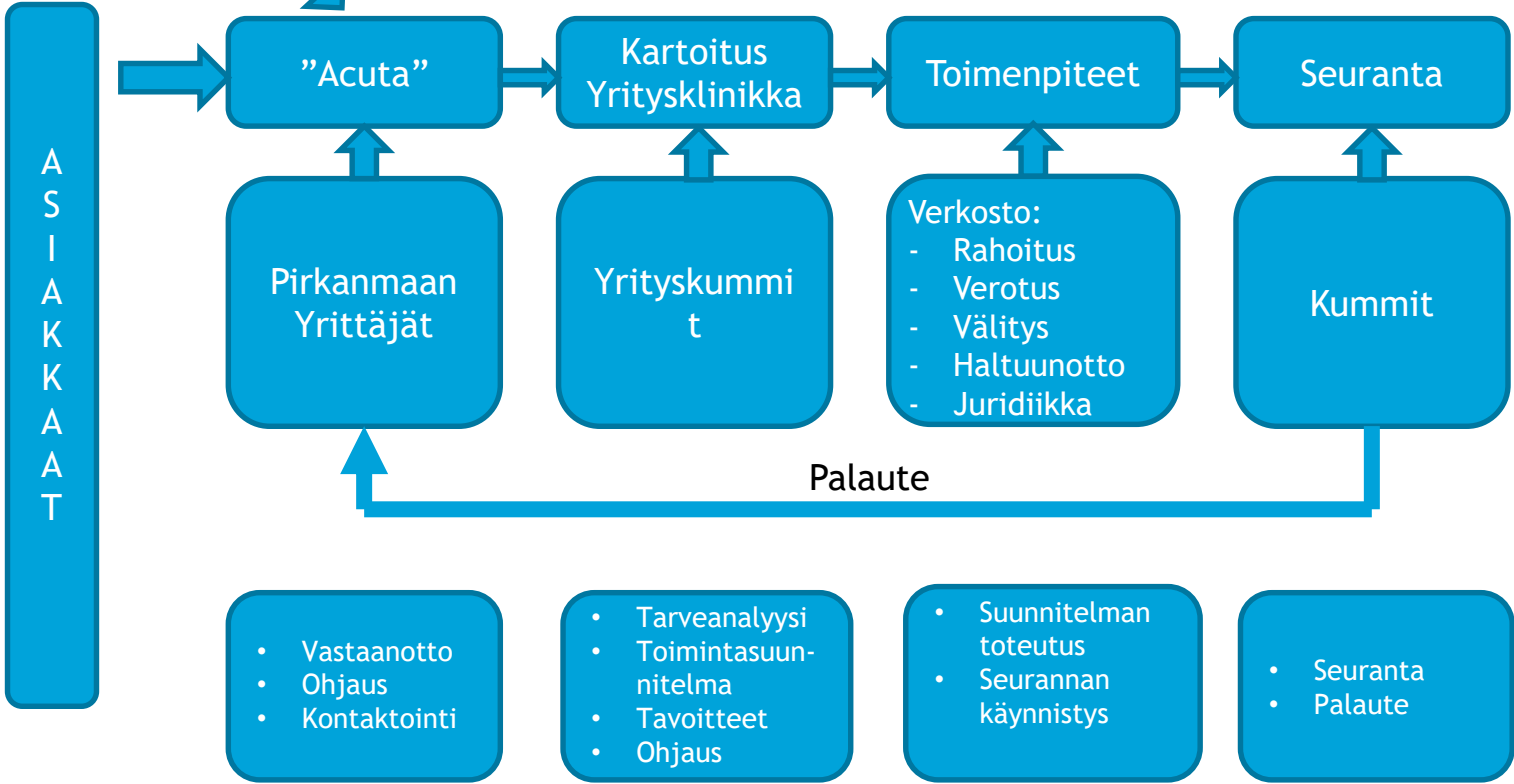 A
S
I
A
K
K
A
A
T
”Acuta”
Kartoitus
Yritysklinikka
Toimenpiteet
Seuranta
Pirkanmaan
Yrittäjät
Yrityskummi
t
Verkosto:
- Rahoitus
- Verotus
- Välitys
- Haltuunotto
- Juridiikka
Kummit
Palaute
• Vastaanotto
• Ohjaus
• Kontaktointi
• Tarveanalyysi
• Toimintasuun-
nitelma
• Tavoitteet
• Ohjaus
• Suunnitelman
toteutus
• Seurannan
käynnistys
• Seuranta
• Palaute